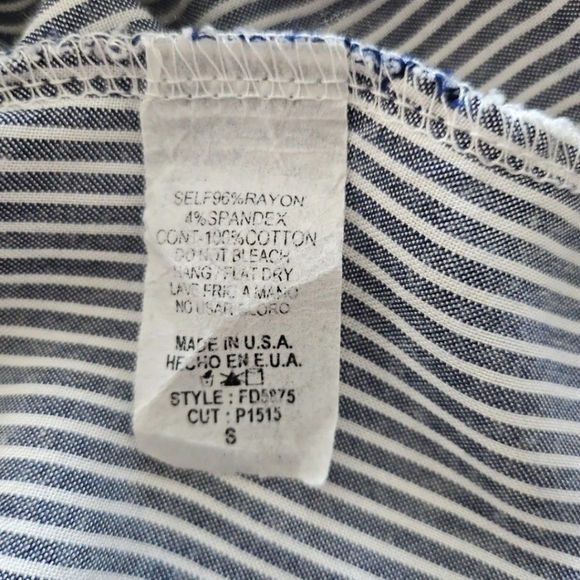 SELF96%RAYON
4%SPANDEX
CONT-100%COTTON
DO NOT BLEACH
HANG/FLAT DRY
LAVE FRIC A MANO
NO USAR CLORO
MADE IN U.S.A.
HECHO EN E.U.A.
STYLE : FD5875
CUT : P1515
S